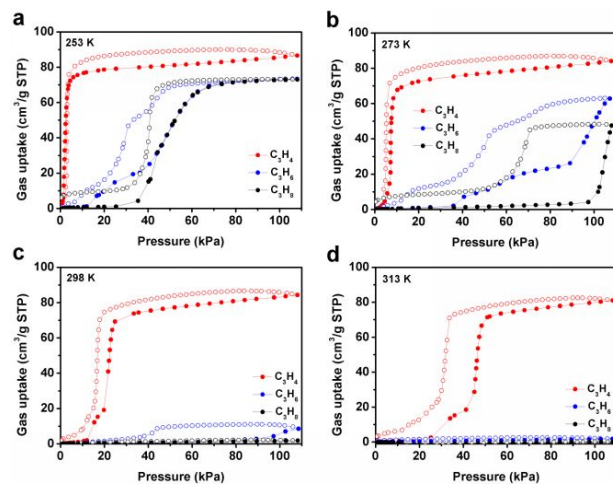 a
253 K
Gas uptake (cm³/g STP)
100
80
60
40
20
0
C₃H₄
C₃H₆
C₃H₈
0 20 40 60 80 100
Pressure (kPa)
b
273 K
Gas uptake (cm³/g STP)
100
80
60
40
20
0
C₃H₄
C₃H₆
C₃H₈
0 20 40 60 80 100
Pressure (kPa)
c
298 K
Gas uptake (cm³/g STP)
100
80
60
40
20
0
C₃H₄
C₃H₆
C₃H₈
0 20 40 60 80 100
Pressure (kPa)
d
313 K
Gas uptake (cm³/g STP)
100
80
60
40
20
0
C₃H₄
C₃H₆
C₃H₈
0 20 40 60 80 100
Pressure (kPa)